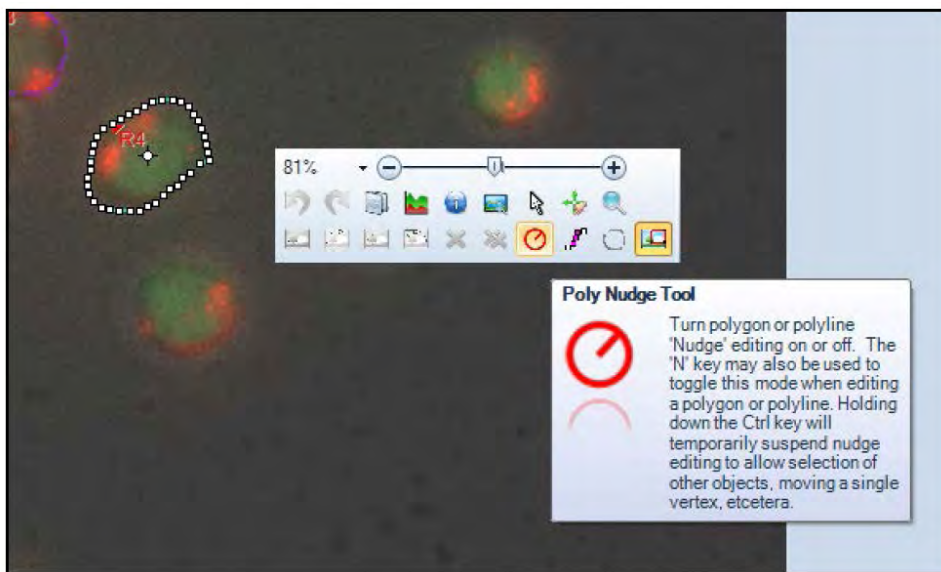 R4
81%
Poly Nudge Tool
Turn polygon or polyline
'Nudge' editing on or off. The
'N' key may also be used to
toggle this mode when editing
a polygon or polyline. Holding
down the Ctrl key will
temporarily suspend nudge
editing to allow selection of
other objects, moving a single
vertex, etcetera.